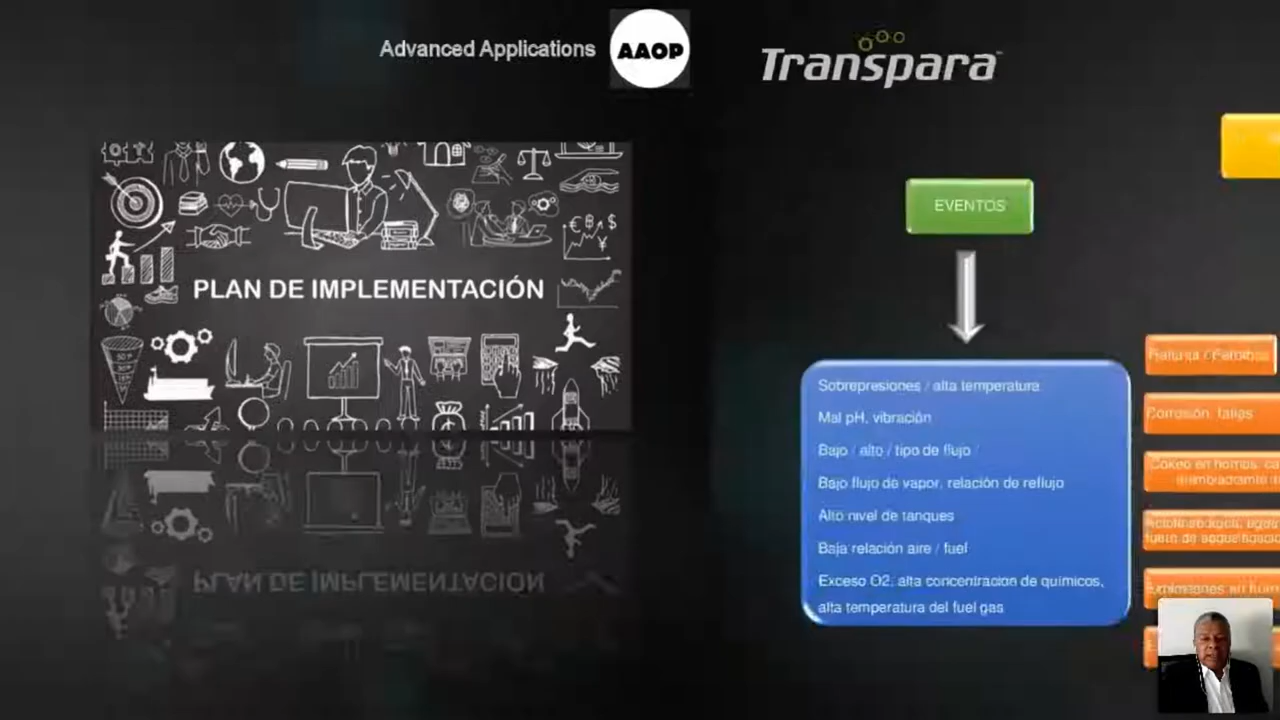 Advanced Applications
AAOP
Transpara
PLAN DE IMPLEMENTACIÓN
EVENTOS
Sobrepresiones / alta temperatura
Mal pH, vibración
Bajo / alto / tipo de flujo
Bajo flujo de vapor, relación de reflujo
Alto nivel de tanques
Baja relación aire / fuel
Exceso O2, alta concentración de químicos,
alta temperatura del fuel gas
Corrosión, fallas